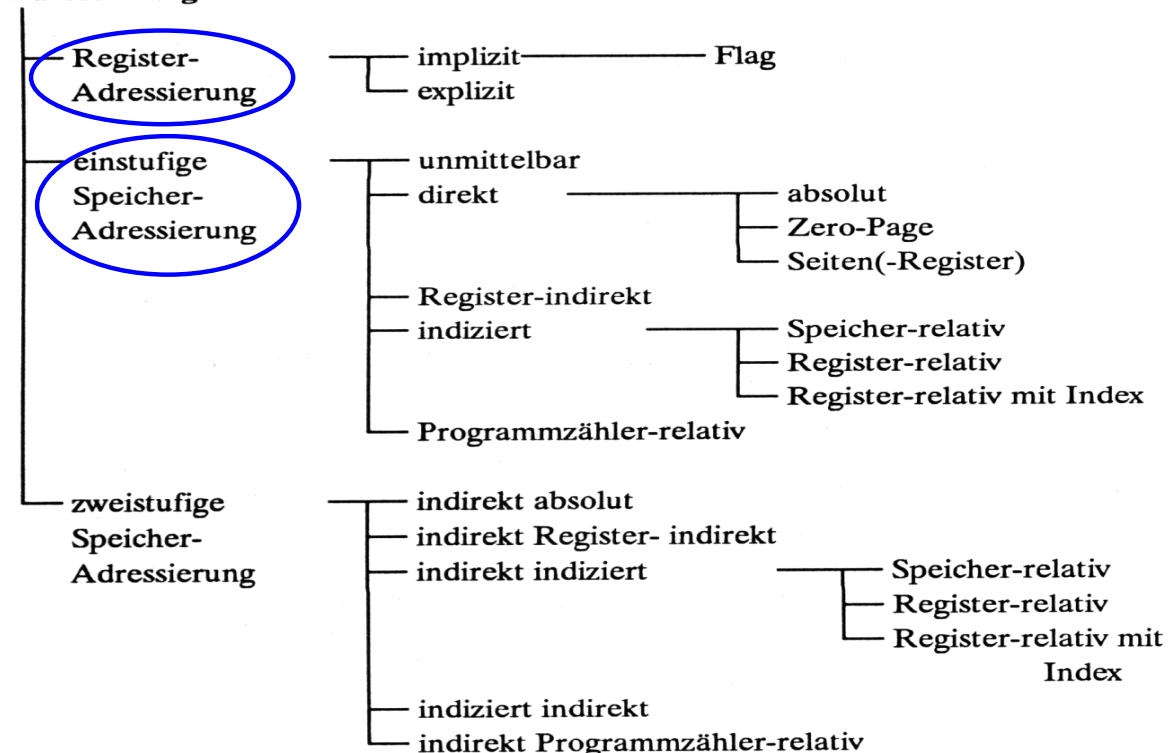 Register-
Adressierung
implizit
Flag
explizit
einstufige
Speicher-
Adressierung
unmittelbar
direkt
absolut
Zero-Page
Seiten(-Register)
Register-indirekt
indiziert
Speicher-relativ
Register-relativ
Register-relativ mit Index
Programmzähler-relativ
zweistufige
Speicher-
Adressierung
indirekt absolut
indirekt Register- indirekt
indirekt indiziert
Speicher-relativ
Register-relativ
Register-relativ mit
Index
indiziert indirekt
indirekt Programmzähler-relativ